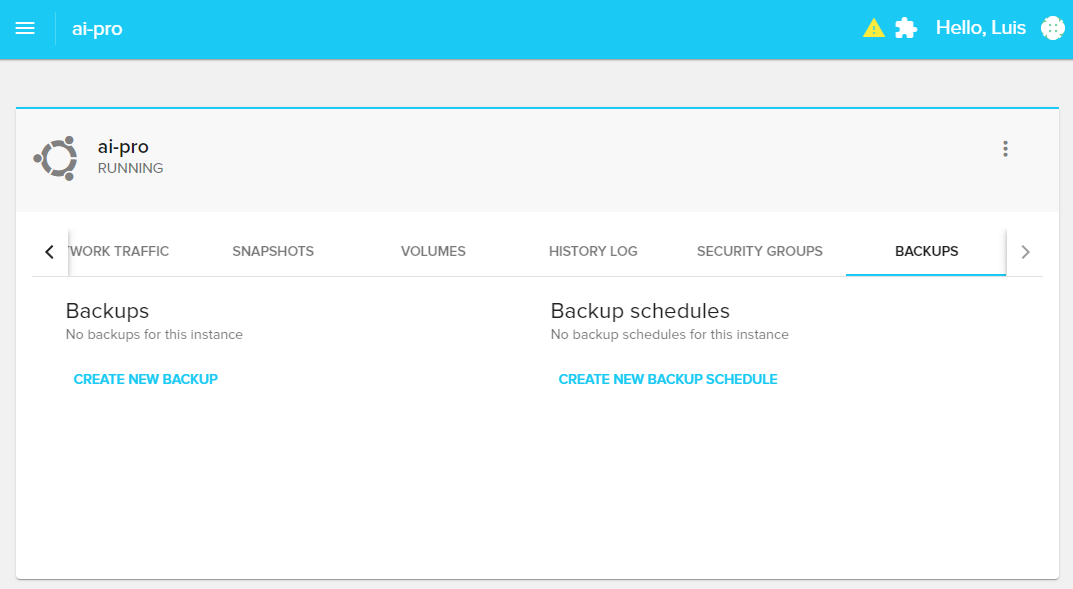 ai-pro
Hello, Luis
ai-pro
RUNNING
TWORK TRAFFIC
SNAPSHOTS
VOLUMES
HISTORY LOG
SECURITY GROUPS
BACKUPS
Backups
No backups for this instance
CREATE NEW BACKUP
Backup schedules
No backup schedules for this instance
CREATE NEW BACKUP SCHEDULE